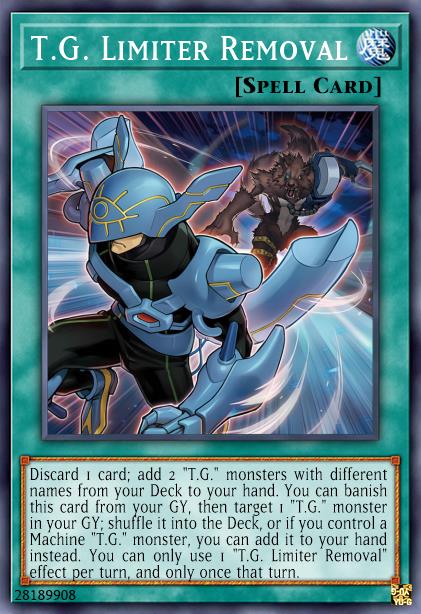 T.G. LIMITER REMOVAL
魔
[SPELL CARD]
Discard 1 card; add 2 "T.G." monsters with different
names from your Deck to your hand. You can banish
this card from your GY, then target 1 "T.G." monster
in your GY; shuffle it into the Deck, or if you control a
Machine "T.G." monster, you can add it to your hand
instead. You can only use 1 "T.G. Limiter Removal"
effect per turn, and only once that turn.
28189908